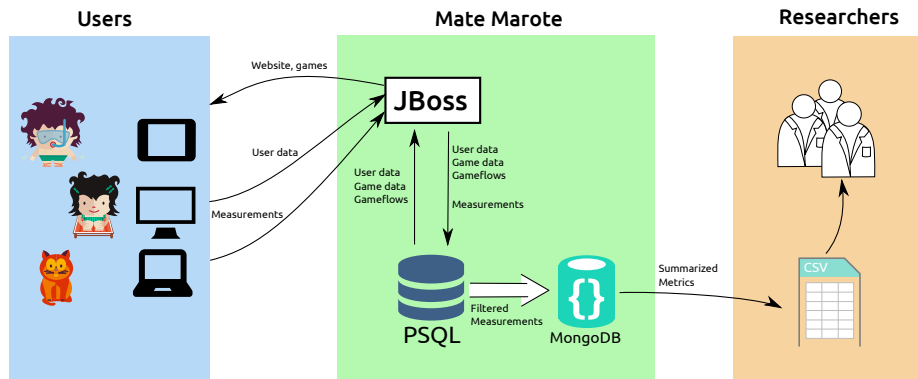 Users
Mate Marote
Researchers
Website, games
JBoss
User data
User data
Game data
Gameflows
User data
Game data
Gameflows
Measurements
Measurements
PSQL
Filtered
Measurements
{}
MongoDB
Summarized
Metrics
CSV